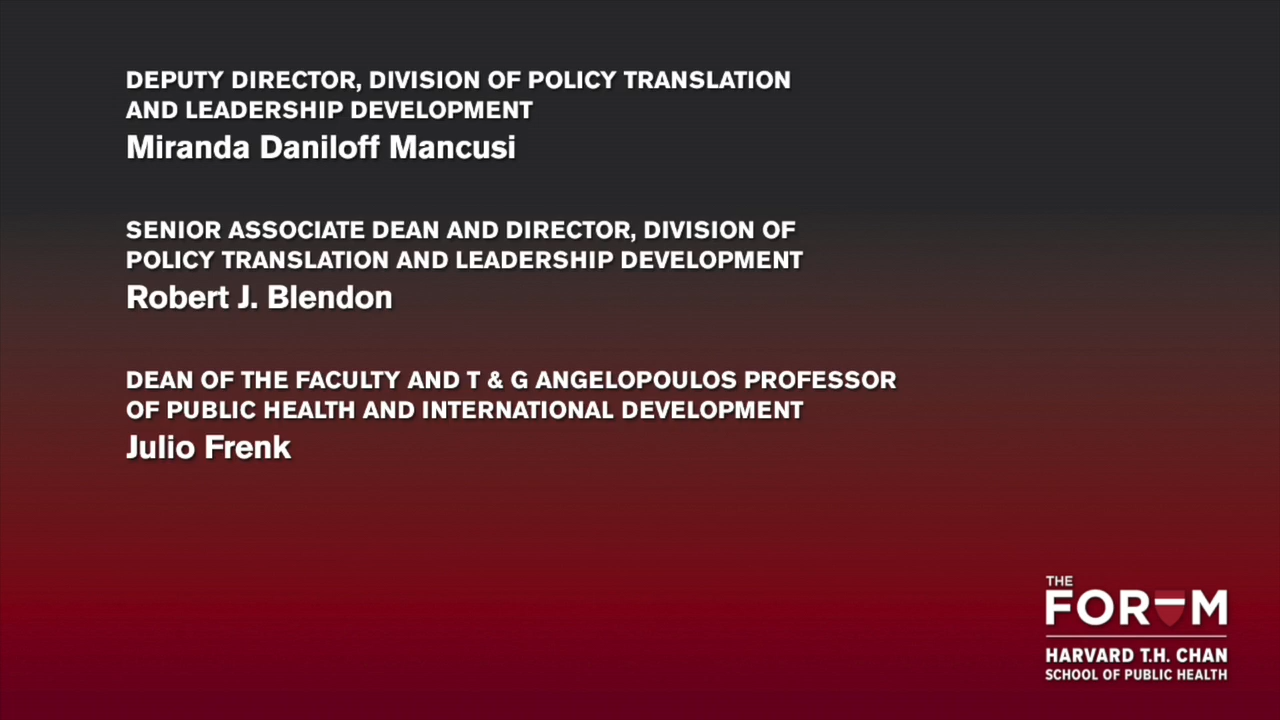 DEPUTY DIRECTOR, DIVISION OF POLICY TRANSLATION
AND LEADERSHIP DEVELOPMENT
Miranda Daniloff Mancusi
SENIOR ASSOCIATE DEAN AND DIRECTOR, DIVISION OF
POLICY TRANSLATION AND LEADERSHIP DEVELOPMENT
Robert J. Blendon
DEAN OF THE FACULTY AND T & G ANGELOPOULOS PROFESSOR
OF PUBLIC HEALTH AND INTERNATIONAL DEVELOPMENT
Julio Frenk
THE
FORUM
HARVARD T.H. CHAN
SCHOOL OF PUBLIC HEALTH